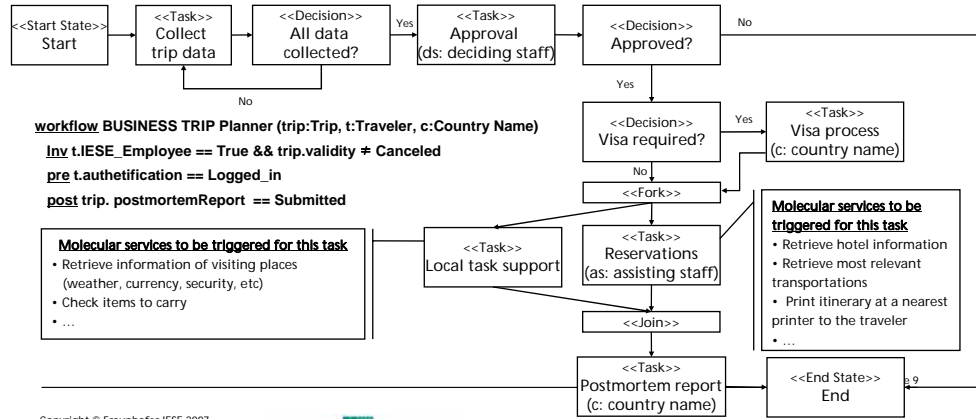 <<Start State>>
Start
<<Task>>
Collect
trip data
<<Decision>>
All data
collected?
Yes
No
<<Task>>
Approval
(ds: deciding staff)
<<Decision>>
Approved?
No
Yes
<<Decision>>
Visa required?
Yes
No
<<Task>>
Visa process
(c: country name)
workflow BUSINESS TRIP Planner (trip:Trip, t:Traveler, c:Country Name)
Inv t.IESE_Employee == True && trip.validity ≠ Canceled
pre t.authetification == Logged_in
post trip. postmortemReport == Submitted
<<Fork>>
Molecular services to be triggered for this task
• Retrieve information of visiting places
(weather, currency, security, etc)
• Check items to carry
• ...
<<Task>>
Local task support
<<Task>>
Reservations
(as: assisting staff)
Molecular services to be
triggered for this task
• Retrieve hotel information
• Retrieve most relevant
transportations
• Print itinerary at a nearest
printer to the traveler
• ...
<<Join>>
<<Task>>
Postmortem report
(c: country name)
<<End State>>
End
9
Copyright © Fraunhofer IESE 2007